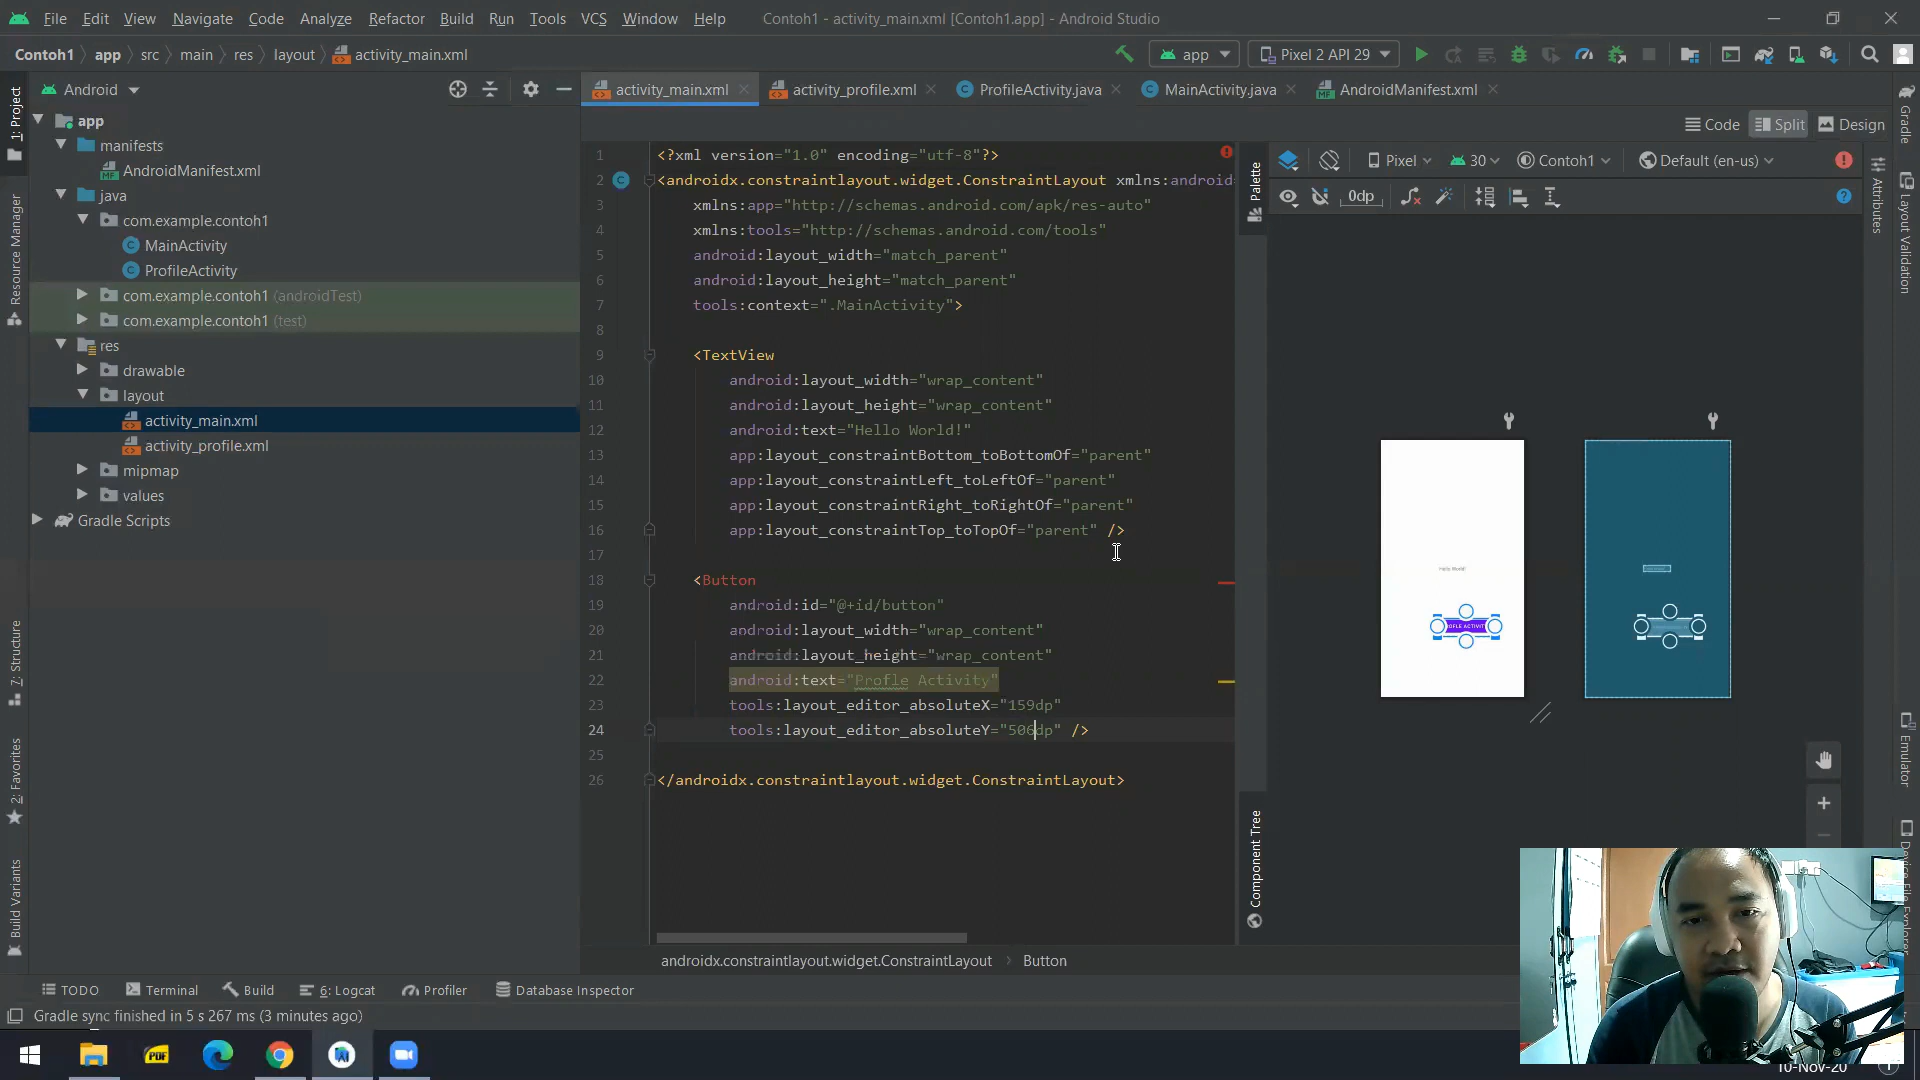 File Edit View Navigate Code Analyze Refactor Build Run Tools VCS Window Help Contoh1 - activity_main.xml [Contoh1.app] - Android Studio
Contoh1 app src main res layout activity_main.xml app Pixel 2 API 29
Android
activity_main.xml activity_profile.xml ProfileActivity.java MainActivity.java AndroidManifest.xml
Code Split Design
1: Project
Resource Manager
7: Structure
2: Favorites
Build Variants
app
manifests
AndroidManifest.xml
java
com.example.contoh1
MainActivity
ProfileActivity
com.example.contoh1 (androidTest)
com.example.contoh1 (test)
res
drawable
layout
activity_main.xml
activity_profile.xml
mipmap
values
Gradle Scripts
1 <?xml version="1.0" encoding="utf-8"?>
2 <androidx.constraintlayout.widget.ConstraintLayout xmlns:android=
3 xmlns:app="http://schemas.android.com/apk/res-auto"
4 xmlns:tools="http://schemas.android.com/tools"
5 android:layout_width="match_parent"
6 android:layout_height="match_parent"
7 tools:context=".MainActivity">
8
9 <TextView
10 android:layout_width="wrap_content"
11 android:layout_height="wrap_content"
12 android:text="Hello World!"
13 app:layout_constraintBottom_toBottomOf="parent"
14 app:layout_constraintLeft_toLeftOf="parent"
15 app:layout_constraintRight_toRightOf="parent"
16 app:layout_constraintTop_toTopOf="parent" />
17
18 <Button
19 android:id="@+id/button"
20 android:layout_width="wrap_content"
21 android:layout_height="wrap_content"
22 android:text="Profle Activity"
23 tools:layout_editor_absoluteX="159dp"
24 tools:layout_editor_absoluteY="506dp" />
25
26 </androidx.constraintlayout.widget.ConstraintLayout>
androidx.constraintlayout.widget.ConstraintLayout Button
Palette
Component Tree
Pixel 30 Contoh1 Default (en-us)
0dp
Hello World!
Attributes
Gradle
Layout Validation
Emulator
Device File Explorer
TODO Terminal Build 6: Logcat Profiler Database Inspector
Gradle sync finished in 5 s 267 ms (3 minutes ago)
PDF
10-Nov-20